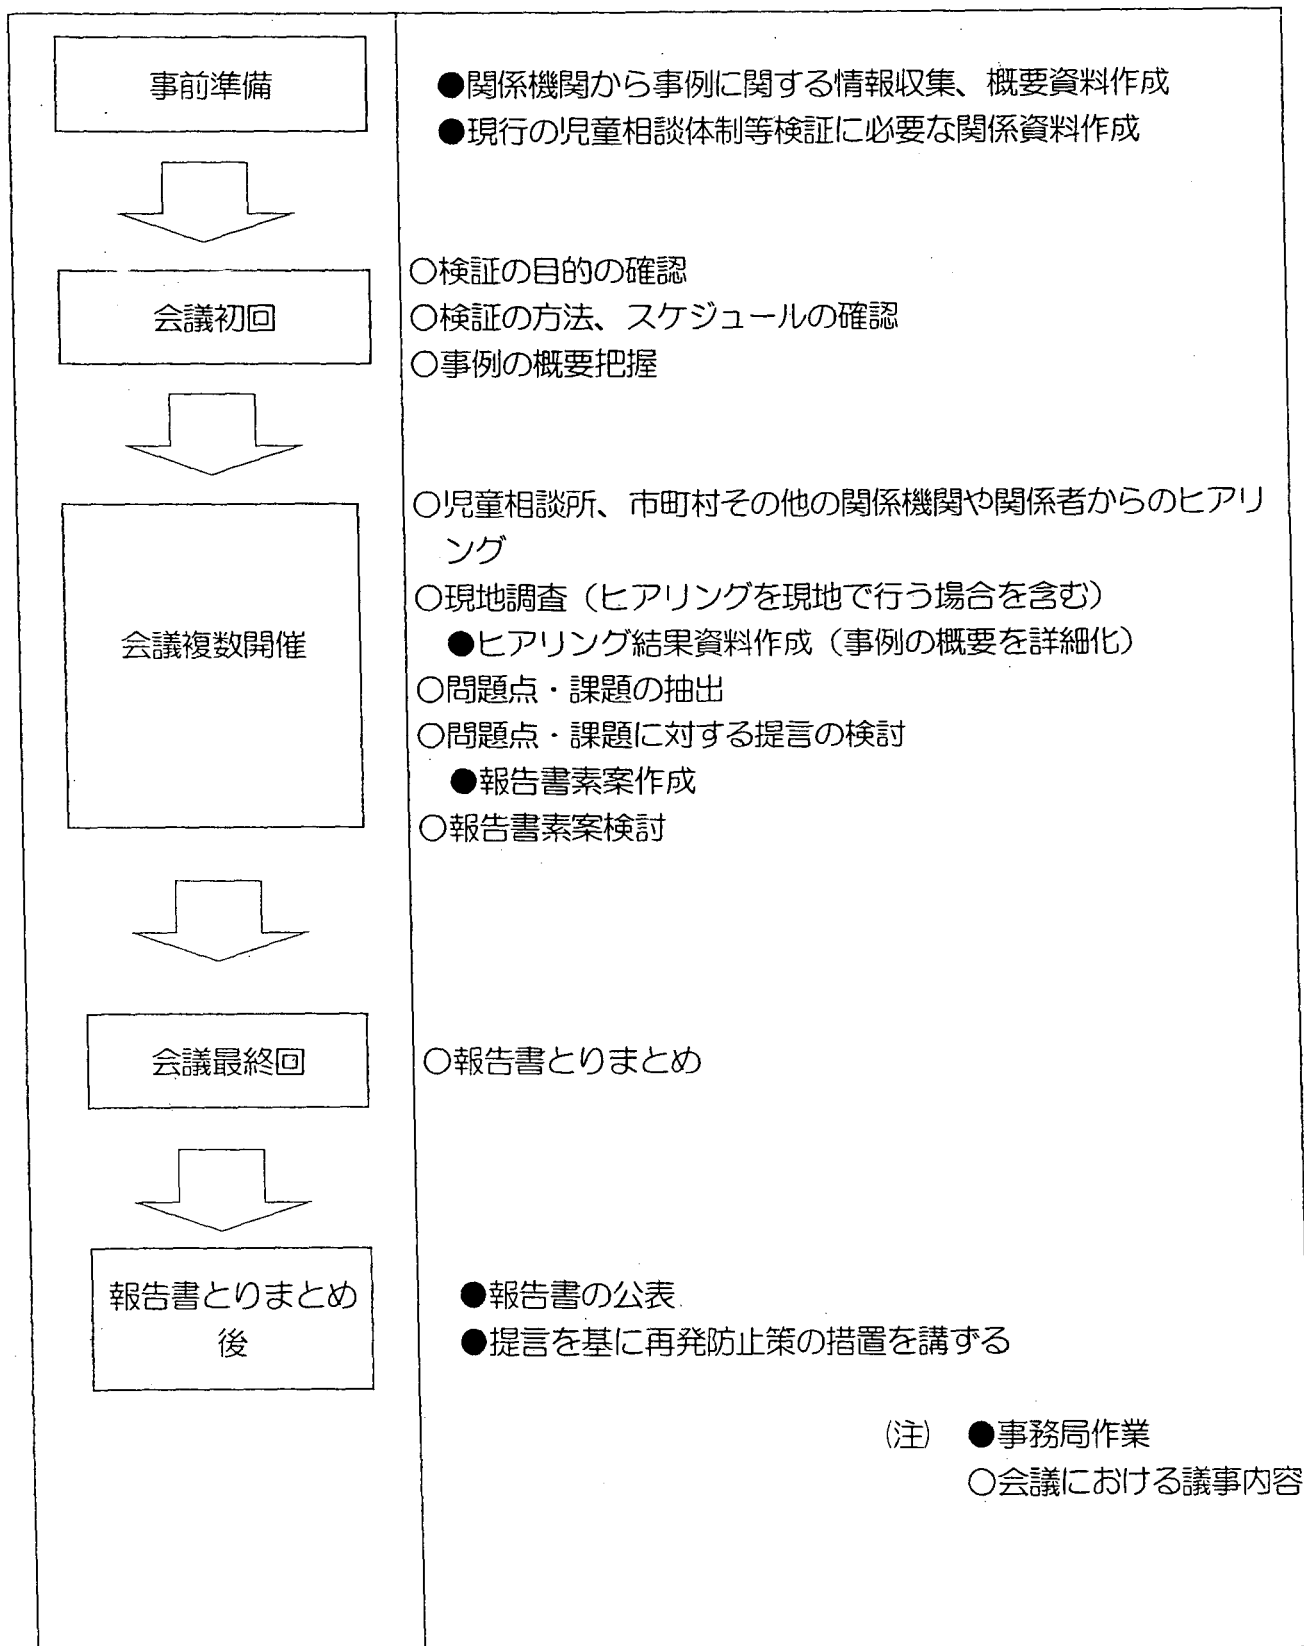 事前準備
●関係機関から事例に関する情報収集、概要資料作成
●現行の児童相談体制等検証に必要な関係資料作成
会議初回
○検証の目的の確認
○検証の方法、スケジュールの確認
○事例の概要把握
会議複数開催
○児童相談所、市町村その他の関係機関や関係者からのヒアリ
ング
○現地調査（ヒアリングを現地で行う場合を含む）
●ヒアリング結果資料作成（事例の概要を詳細化）
○問題点・課題の抽出
○問題点・課題に対する提言の検討
●報告書素案作成
○報告書素案検討
会議最終回
○報告書とりまとめ
報告書とりまとめ
後
●報告書の公表
●提言を基に再発防止策の措置を講ずる
(注) ●事務局作業
○会議における議事内容